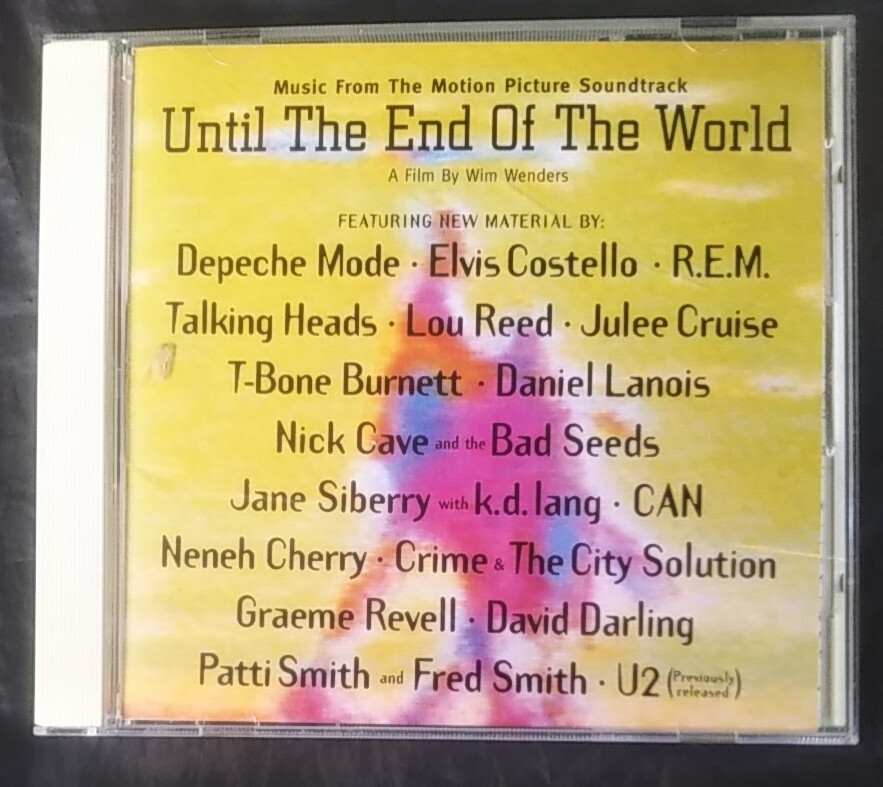 Music From The Motion Picture Soundtrack
Until The End Of The World
A Film By Wim Wenders
FEATURING NEW MATERIAL BY:
Depeche Mode · Elvis Costello · R.E.M.
Talking Heads · Lou Reed · Julee Cruise
T-Bone Burnett · Daniel Lanois
Nick Cave and the Bad Seeds
Jane Siberry with k.d. lang · CAN
Neneh Cherry · Crime & The City Solution
Graeme Revell · David Darling
Patti Smith and Fred Smith · U2 (Previously released)